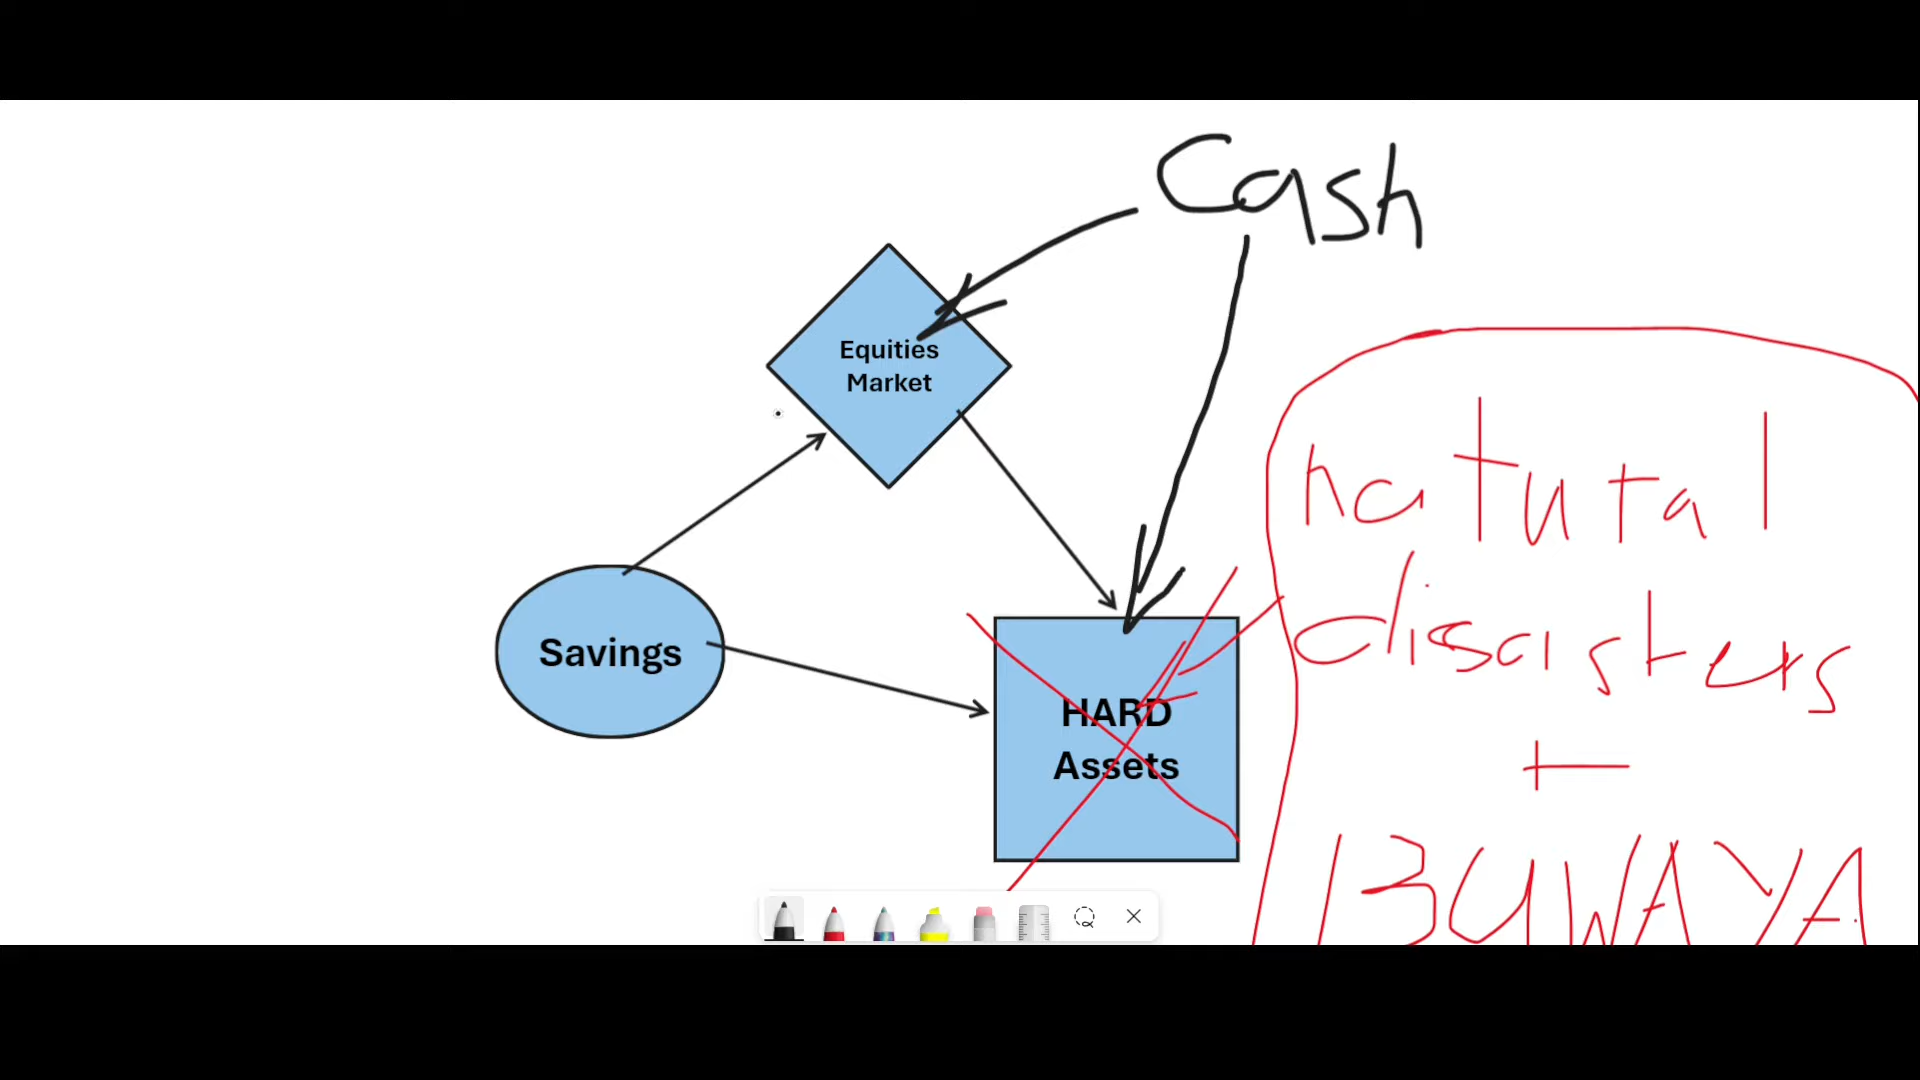 Cash
Equities
Market
natural
disasters
+
BUWAYA
Savings
HARD
Assets